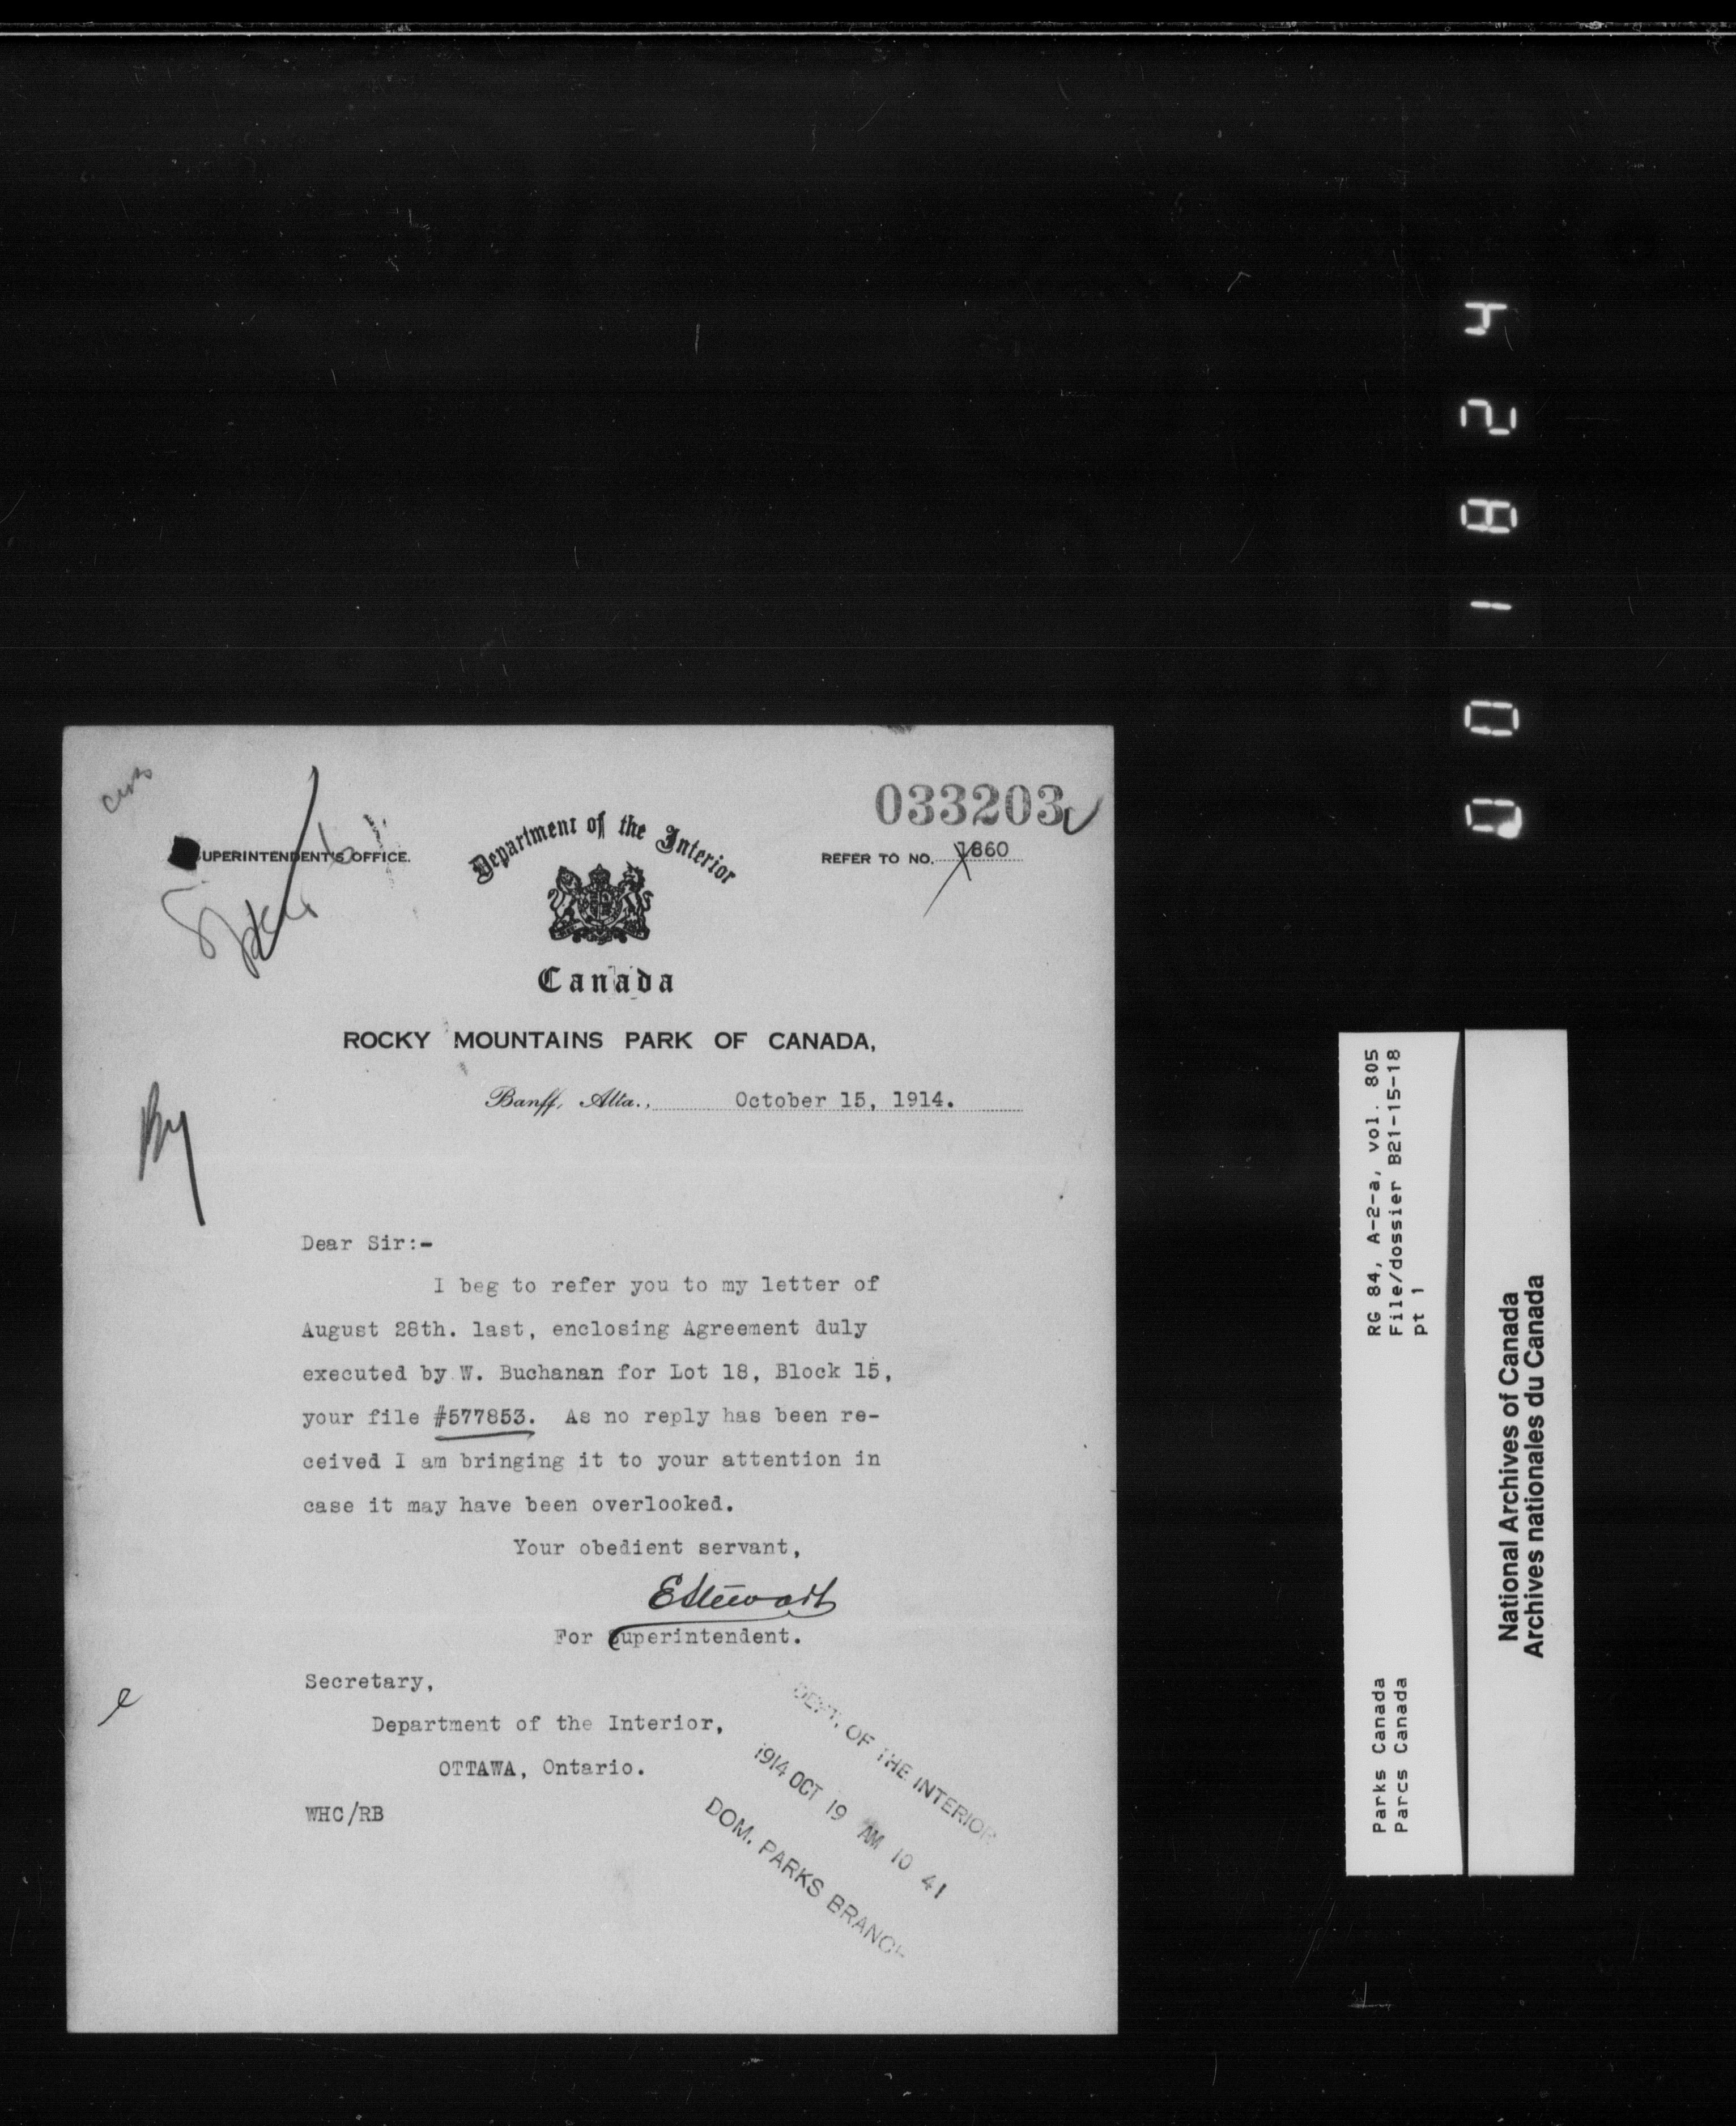 033203
SUPERINTENDENT'S OFFICE.
Department of the Interior
REFER TO NO. 1860
Canada
ROCKY MOUNTAINS PARK OF CANADA,
Banff, Alta., October 15, 1914.
By
Dear Sir:-
I beg to refer you to my letter of
August 28th. last, enclosing Agreement duly
executed by W. Buchanan for Lot 18, Block 15,
your file #577853. As no reply has been re-
ceived I am bringing it to your attention in
case it may have been overlooked.
Your obedient servant,
E Stewart
For Superintendent.
Secretary,
Department of the Interior,
OTTAWA, Ontario.
WHC/RB
DEPT. OF THE INTERIOR
1914 OCT 19 AM 10 41
DOM. PARKS BRANCH
001824
RG 84, A-2-a, vol. 805
File/dossier B21-15-18
pt 1
Parks Canada
Parcs Canada
National Archives of Canada
Archives nationales du Canada